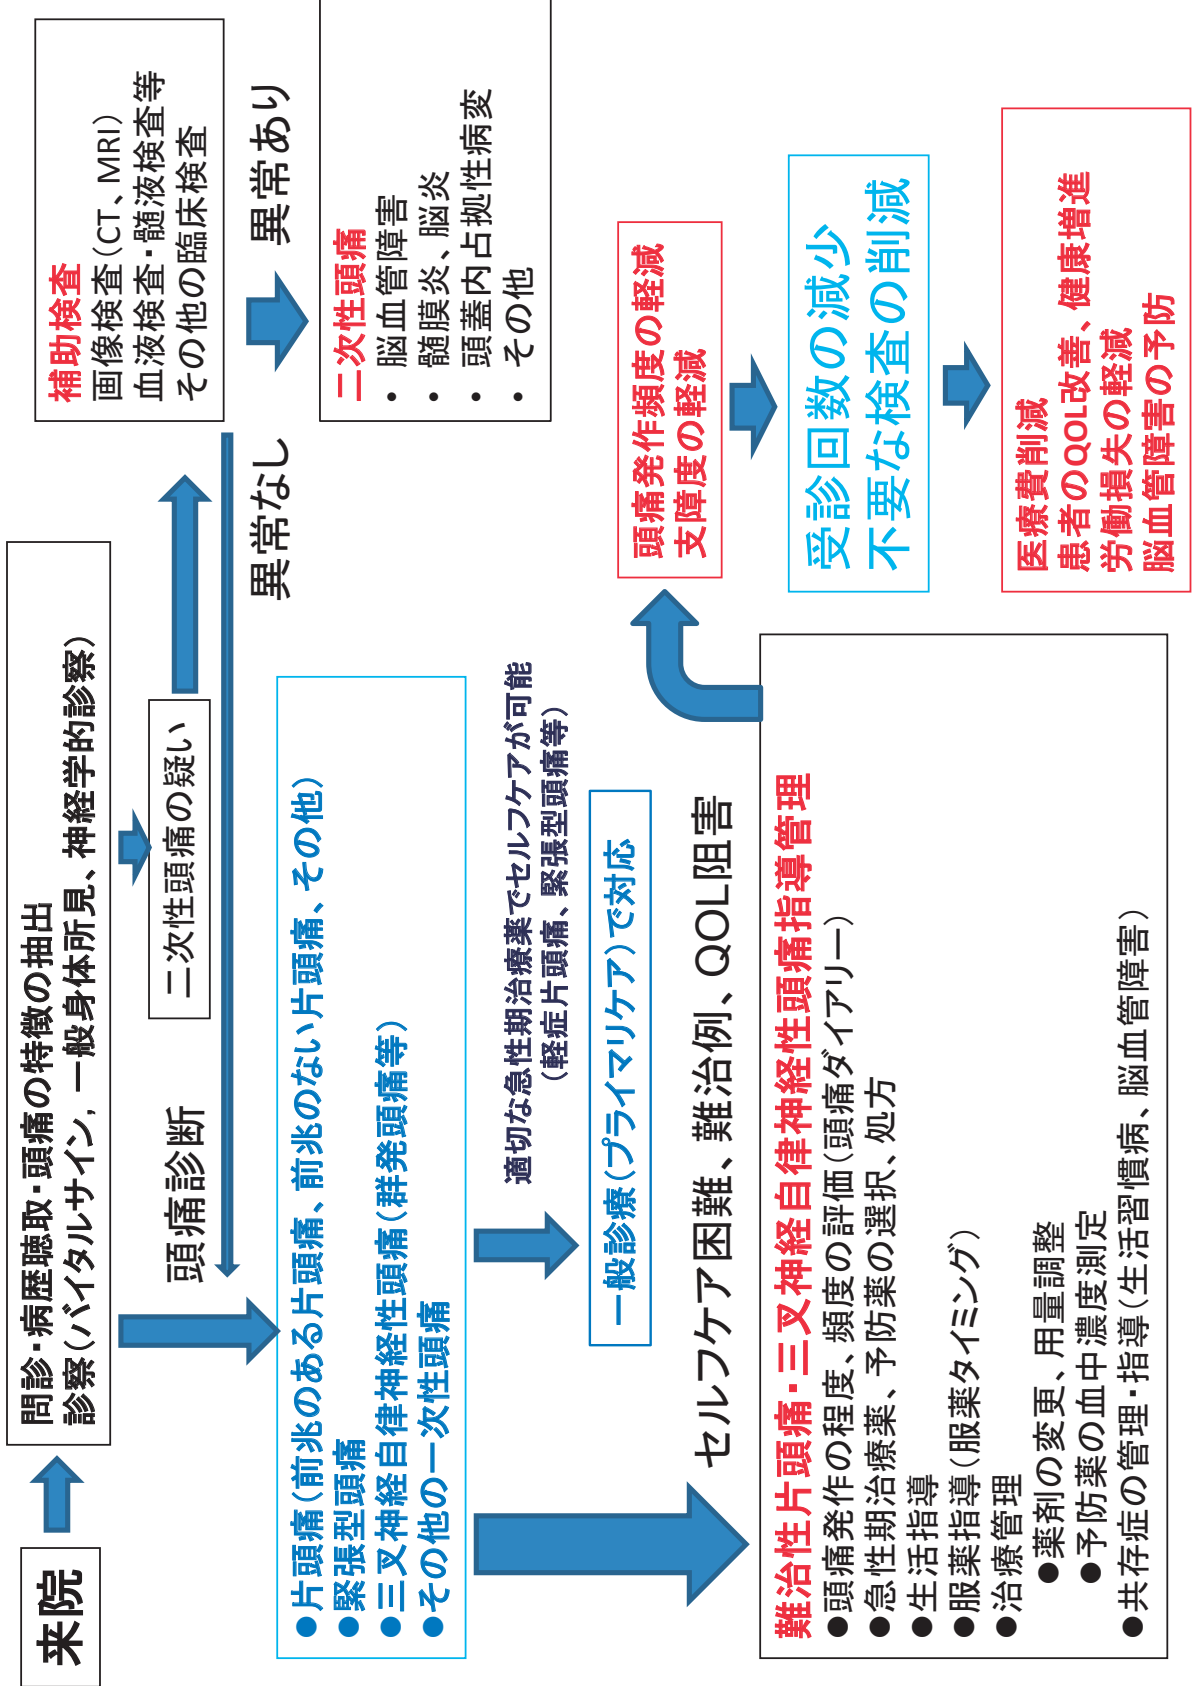 来院
問診・病歴聴取・頭痛の特徴の抽出
診察(バイタルサイン, 一般身体所見、神経学的診察)
二次性頭痛の疑い
補助検査
画像検査(CT、MRI)
血液検査・髄液検査等
その他の臨床検査
頭痛診断
異常なし
異常あり
二次性頭痛
・ 脳血管障害
・ 髄膜炎、脳炎
・ 頭蓋内占拠性病変
・ その他
●片頭痛(前兆のある片頭痛、前兆のない片頭痛、その他)
●緊張型頭痛
●三叉神経自律神経性頭痛(群発頭痛等)
●その他の一次性頭痛
適切な急性期治療薬でセルフケアが可能
(軽症片頭痛、緊張型頭痛等)
一般診療(プライマリケア)で対応
セルフケア困難、難治例、QOL阻害
難治性片頭痛・三叉神経自律神経性頭痛指導管理
●頭痛発作の程度、頻度の評価(頭痛ダイアリー)
●急性期治療薬、予防薬の選択、処方
●生活指導
●服薬指導(服薬タイミング)
●治療管理
●薬剤の変更、用量調整
●予防薬の血中濃度測定
●共存症の管理・指導(生活習慣病、脳血管障害)
頭痛発作頻度の軽減
支障度の軽減
受診回数の減少
不要な検査の削減
医療費削減
患者のQOL改善、健康増進
労働損失の軽減
脳血管障害の予防